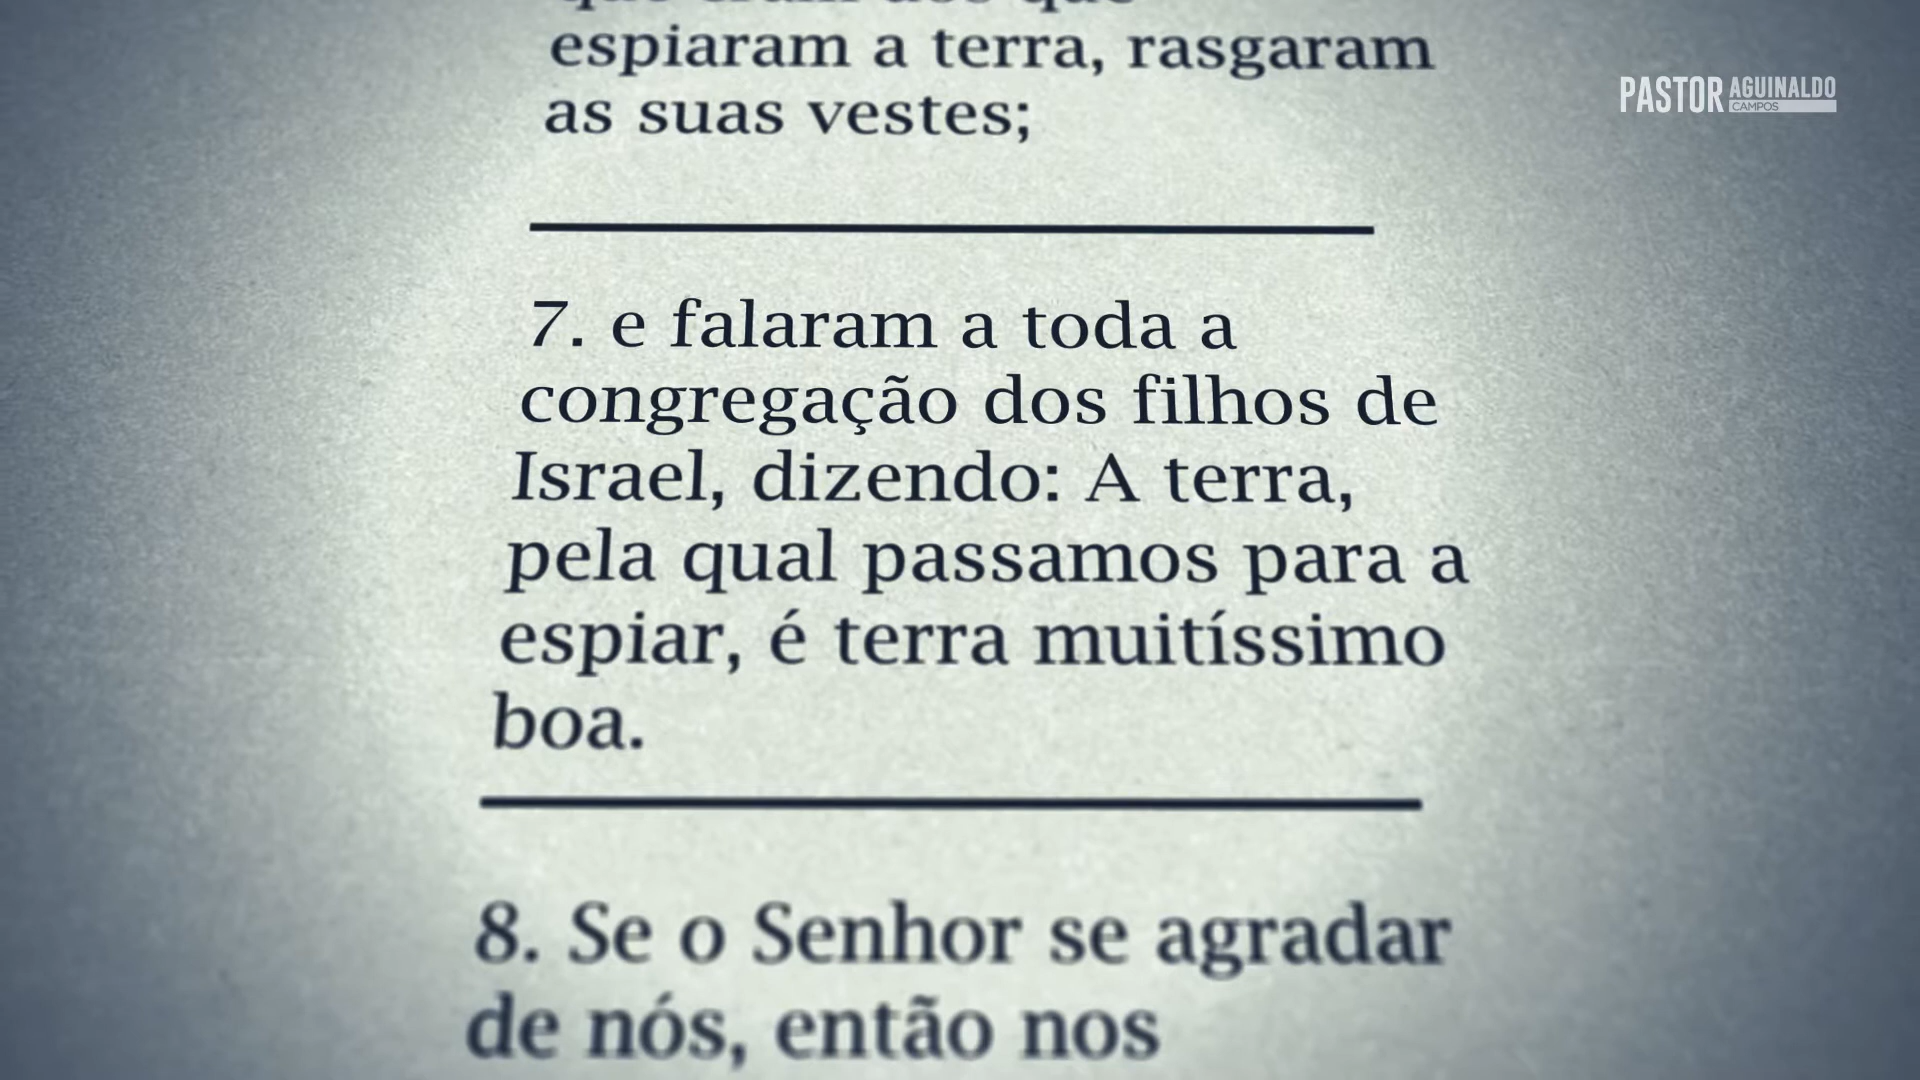 espiaram a terra, rasgaram
as suas vestes;
PASTOR AGUINALDO
CAMPOS
7. e falaram a toda a
congregação dos filhos de
Israel, dizendo: A terra,
pela qual passamos para a
espiar, é terra muitíssimo
boa.
8. Se o Senhor se agradar
de nós, então nos